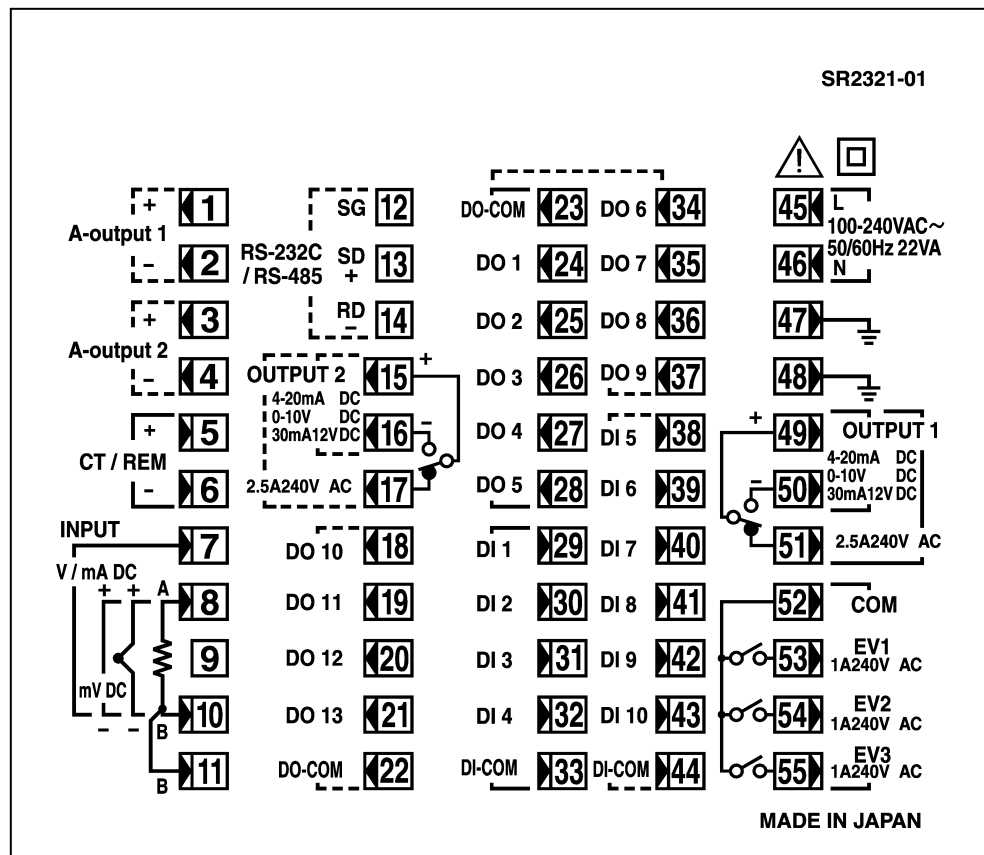 SR2321-01
+ 1 SG 12 DO-COM 23 DO 6 34 45 L
A-output 1 100-240VAC~
- 2 RS-232C / RS-485 SD + 13 DO 1 24 DO 7 35 46 N 50/60Hz 22VA
+ 3 RD - 14 DO 2 25 DO 8 36 47
A-output 2
- 4 OUTPUT 2 15 + DO 3 26 DO 9 37 48
4-20mA DC
0-10V DC
30mA12V DC
+ 5 16 - DO 4 27 DI 5 38 + 49 OUTPUT 1
CT / REM
4-20mA DC
0-10V DC
30mA12V DC
- 6 2.5A240V AC 17 DO 5 28 DI 6 39 - 50
INPUT 7 DO 10 18 DI 1 29 DI 7 40 51 2.5A240V AC
V / mA DC
+ + A 8 DO 11 19 DI 2 30 DI 8 41 52 COM
9 DO 12 20 DI 3 31 DI 9 42 53 EV1
1A240V AC
mV DC
- - B 10 DO 13 21 DI 4 32 DI 10 43 54 EV2
1A240V AC
B 11 DO-COM 22 DI-COM 33 DI-COM 44 55 EV3
1A240V AC
MADE IN JAPAN